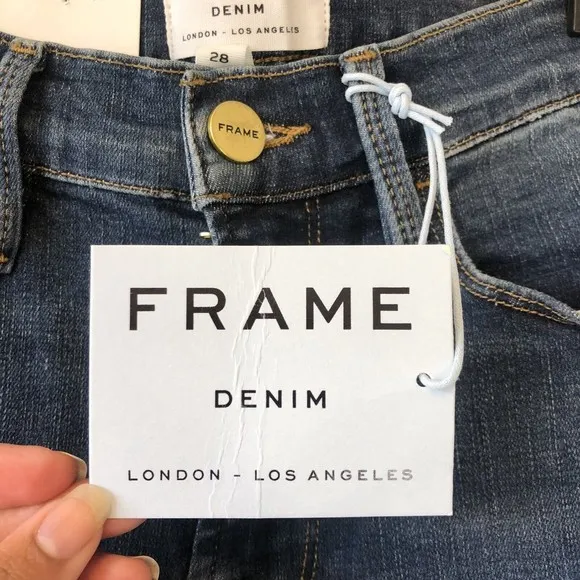 DENIM
LONDON - LOS ANGELES
28
FRAME
FRAME
DENIM
LONDON - LOS ANGELES